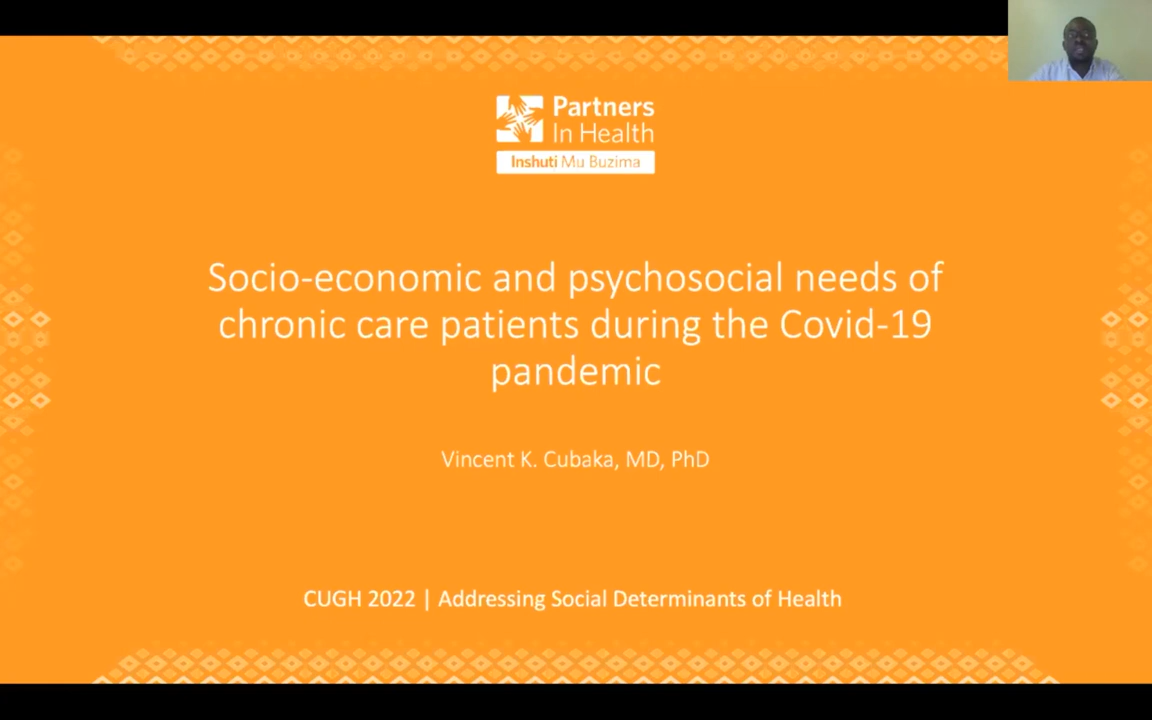 Partners
In Health
Inshuti Mu Buzima
Socio-economic and psychosocial needs of
chronic care patients during the Covid-19
pandemic
Vincent K. Cubaka, MD, PhD
CUGH 2022 | Addressing Social Determinants of Health